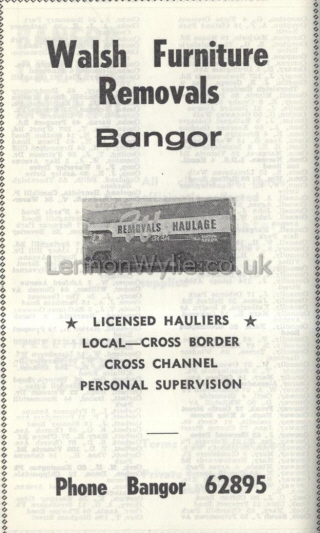 Walsh Furniture
Removals
Bangor
REMOVALS HAULAGE
LennonWylie.co.uk
★ LICENSED HAULIERS ★
LOCAL—CROSS BORDER
CROSS CHANNEL
PERSONAL SUPERVISION
Phone Bangor 62895